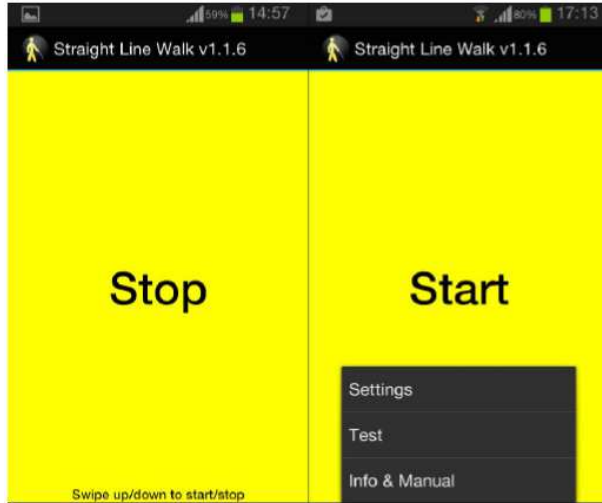 59% 14:57
Straight Line Walk v1.1.6
Stop
Swipe up/down to start/stop
80% 17:13
Straight Line Walk v1.1.6
Start
Settings
Test
Info & Manual